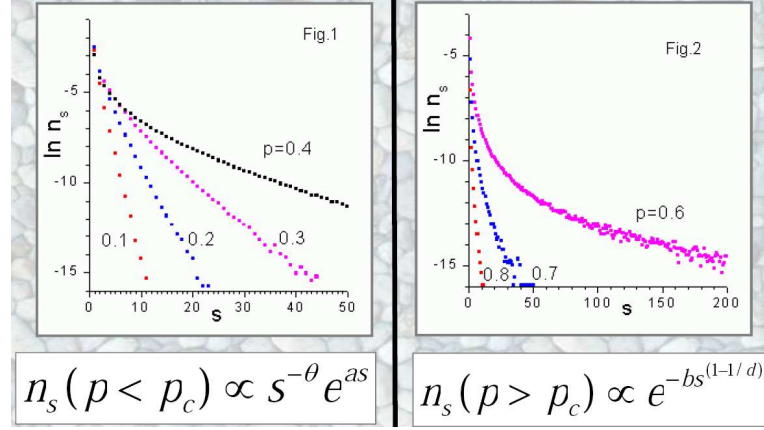 Fig.1
ln n_s
-5
-10
-15
p=0.4
0.1
0.2
0.3
0 10 20 30 40 50
s
n_s(p < p_c) ∝ s^{-θ} e^{as}
Fig.2
ln n_s
-5
-10
-15
p=0.6
0.8 0.7
0 50 100 150 200
s
n_s(p > p_c) ∝ e^{-bs^{(1-1/d)}}